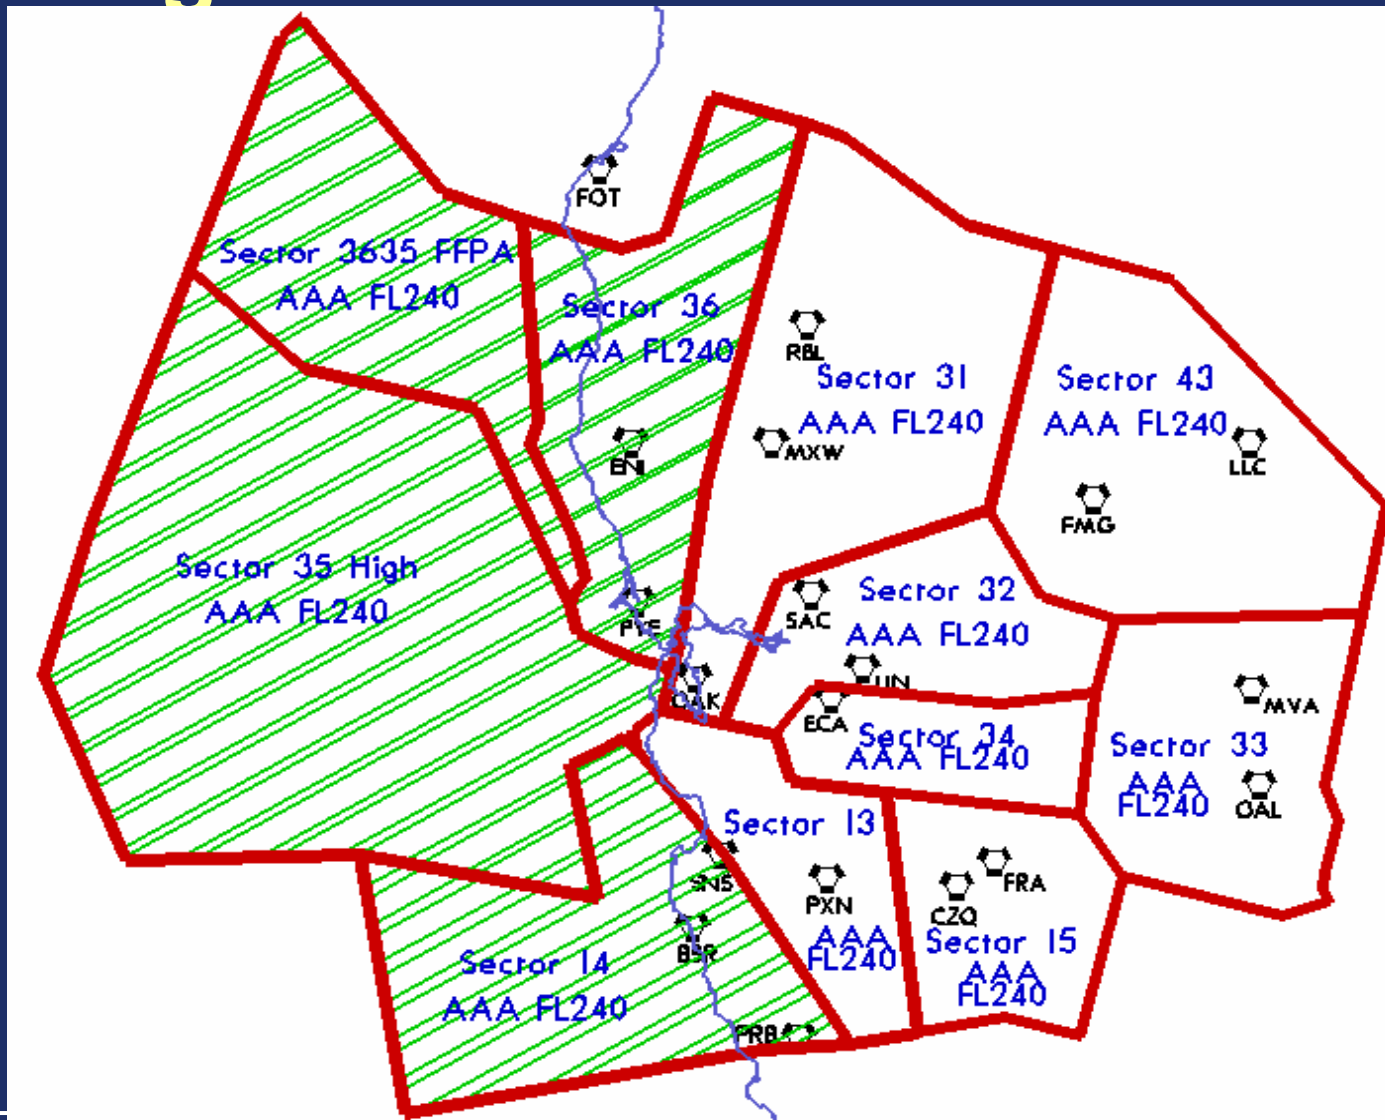 FOT
Sector 3635 FFPA
AAA FL240
Sector 36
AAA FL240
RBL
Sector 31
AAA FL240
MXW
Sector 43
AAA FL240
LLC
FMG
ENI
Sector 35 High
AAA FL240
PYE
SAC
Sector 32
AAA FL240
LIN
OAK
ECA
Sector 34
AAA FL240
MVA
Sector 33
AAA
FL240
OAL
Sector 13
SNS
PXN
AAA
FL240
FRA
CZQ
Sector 15
AAA
FL240
BSR
Sector 14
AAA FL240
PRB